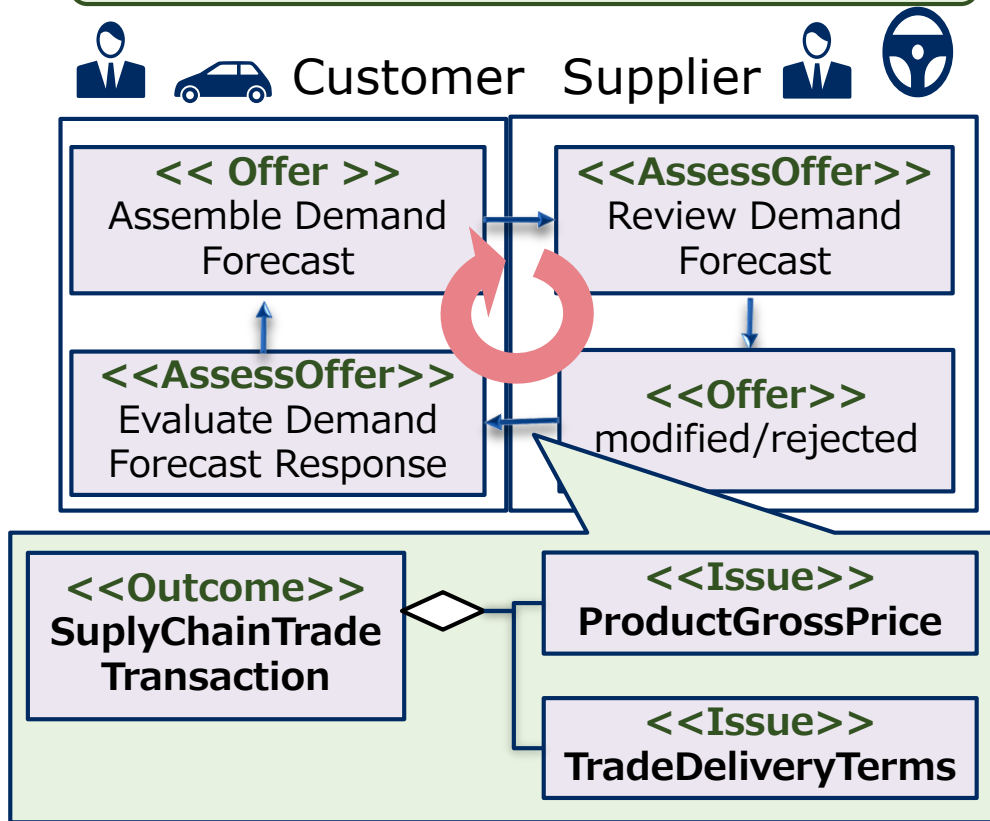 Customer Supplier
<< Offer >>
Assemble Demand
Forecast
<<AssessOffer>>
Review Demand
Forecast
<<AssessOffer>>
Evaluate Demand
Forecast Response
<<Offer>>
modified/rejected
<<Outcome>>
SuplyChainTrade
Transaction
<<Issue>>
ProductGrossPrice
<<Issue>>
TradeDeliveryTerms